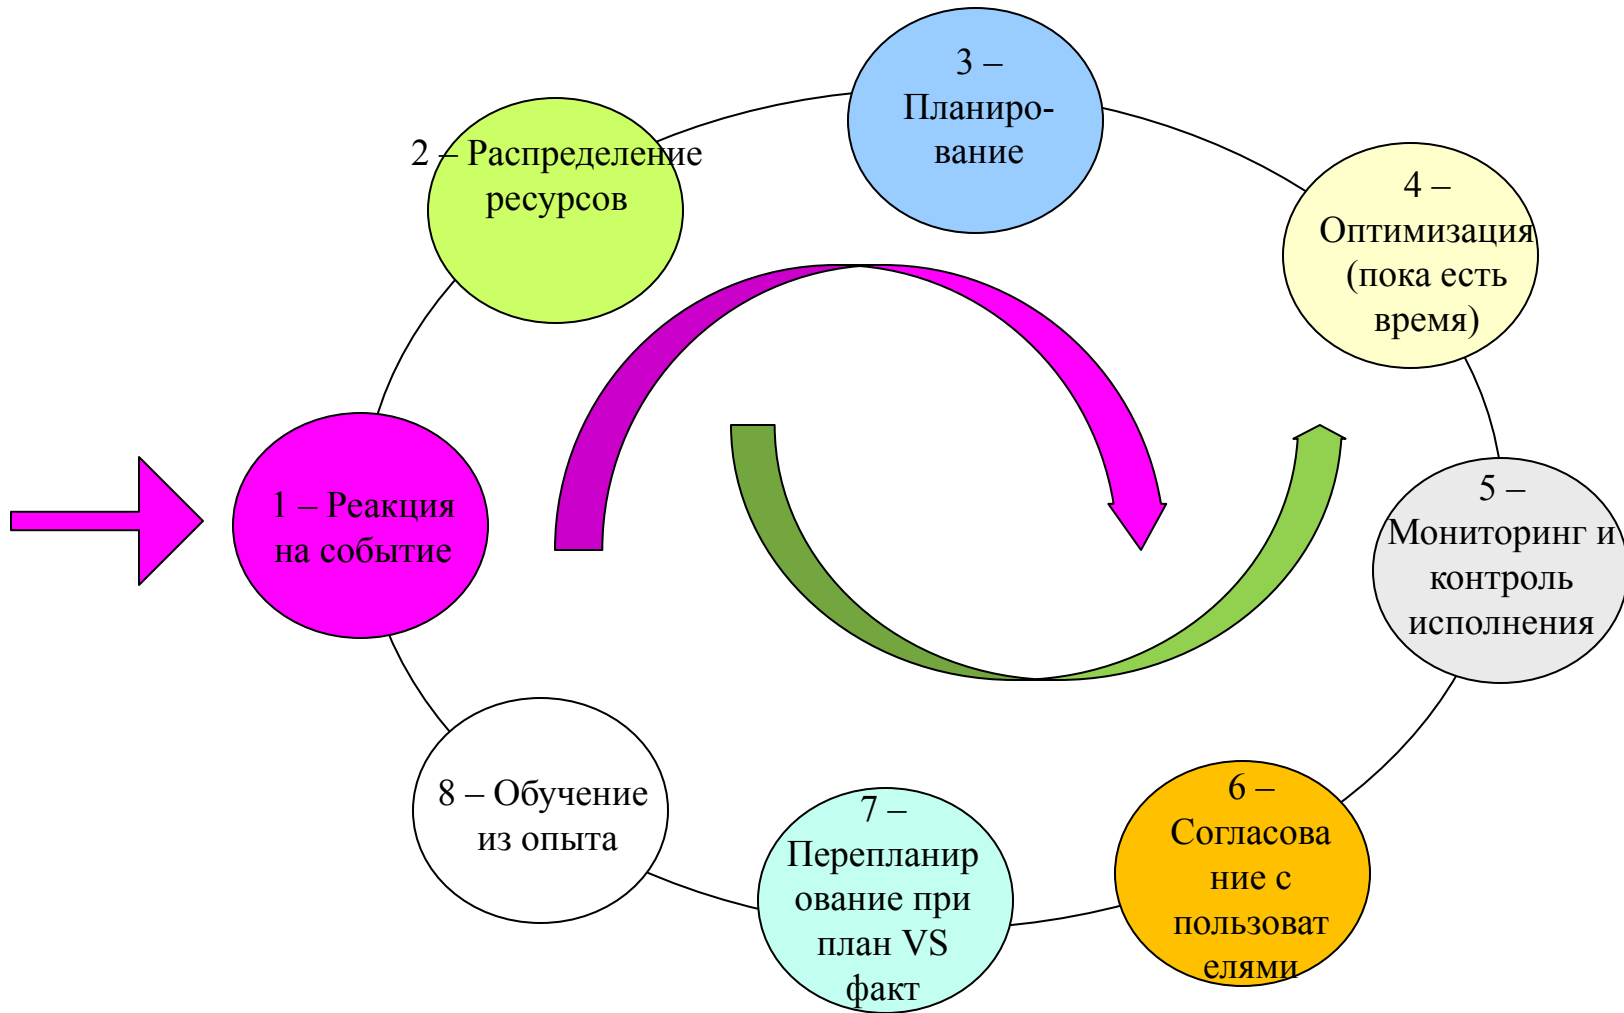 1 – Реакция
на событие
2 – Распределение
ресурсов
3 –
Планиро-
вание
4 –
Оптимизация
(пока есть
время)
5 –
Мониторинг и
контроль
исполнения
6 –
Согласова
ние с
пользоват
елями
7 –
Перепланир
ование при
план VS
факт
8 – Обучение
из опыта